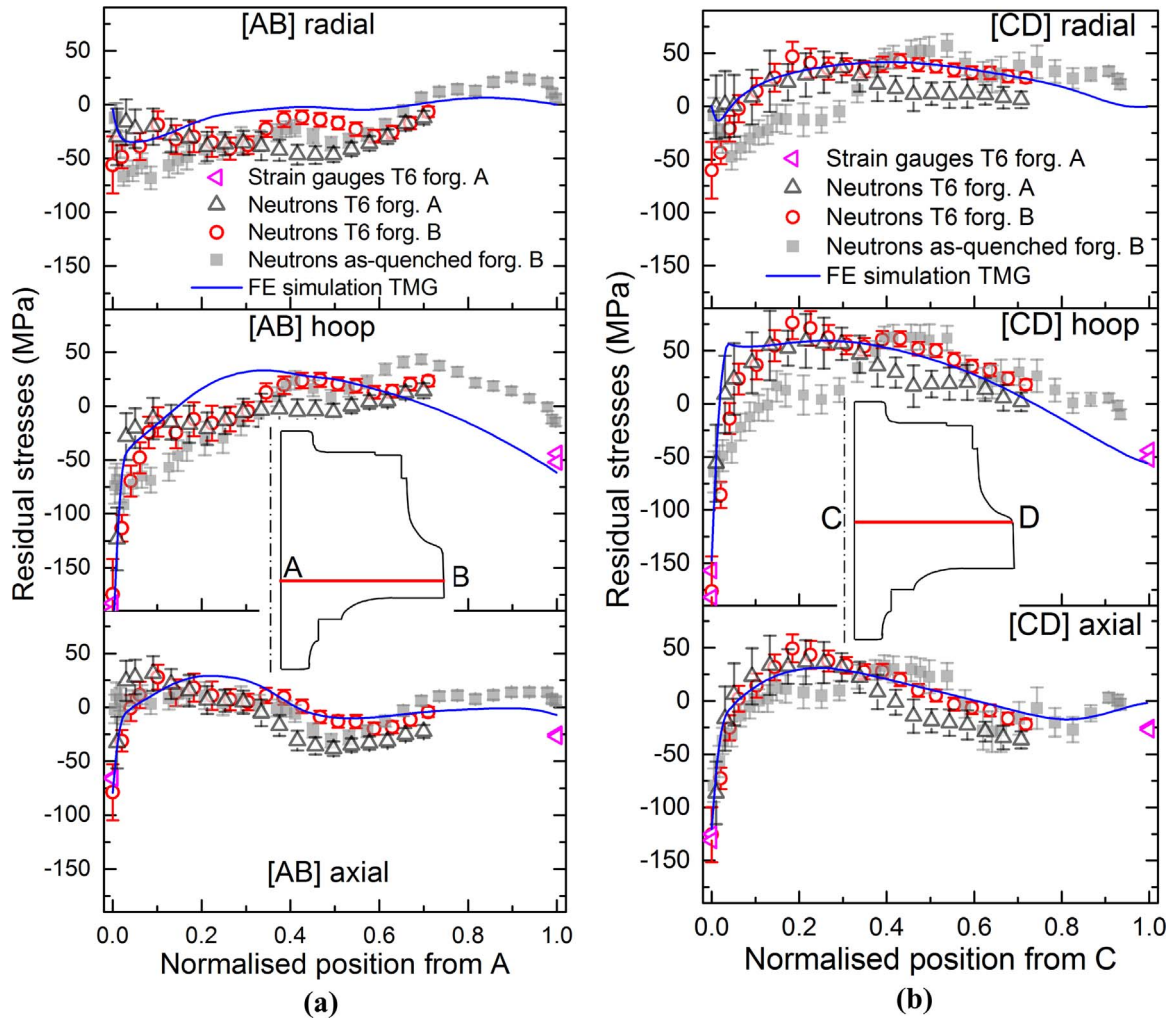 [AB] radial
50
0
-50
-100
-150
Strain gauges T6 forg. A
Neutrons T6 forg. A
Neutrons T6 forg. B
Neutrons as-quenched forg. B
FE simulation TMG
[AB] hoop
50
0
-50
-100
-150
A
B
50
0
-50
-100
-150
[AB] axial
Residual stresses (MPa)
0.0 0.2 0.4 0.6 0.8 1.0
Normalised position from A
(a)
[CD] radial
50
0
-50
-100
-150
Strain gauges T6 forg. A
Neutrons T6 forg. A
Neutrons T6 forg. B
Neutrons as-quenched forg. B
FE simulation TMG
[CD] hoop
50
0
-50
-100
-150
C
D
[CD] axial
50
0
-50
-100
-150
Residual stresses (MPa)
0.0 0.2 0.4 0.6 0.8 1.0
Normalised position from C
(b)